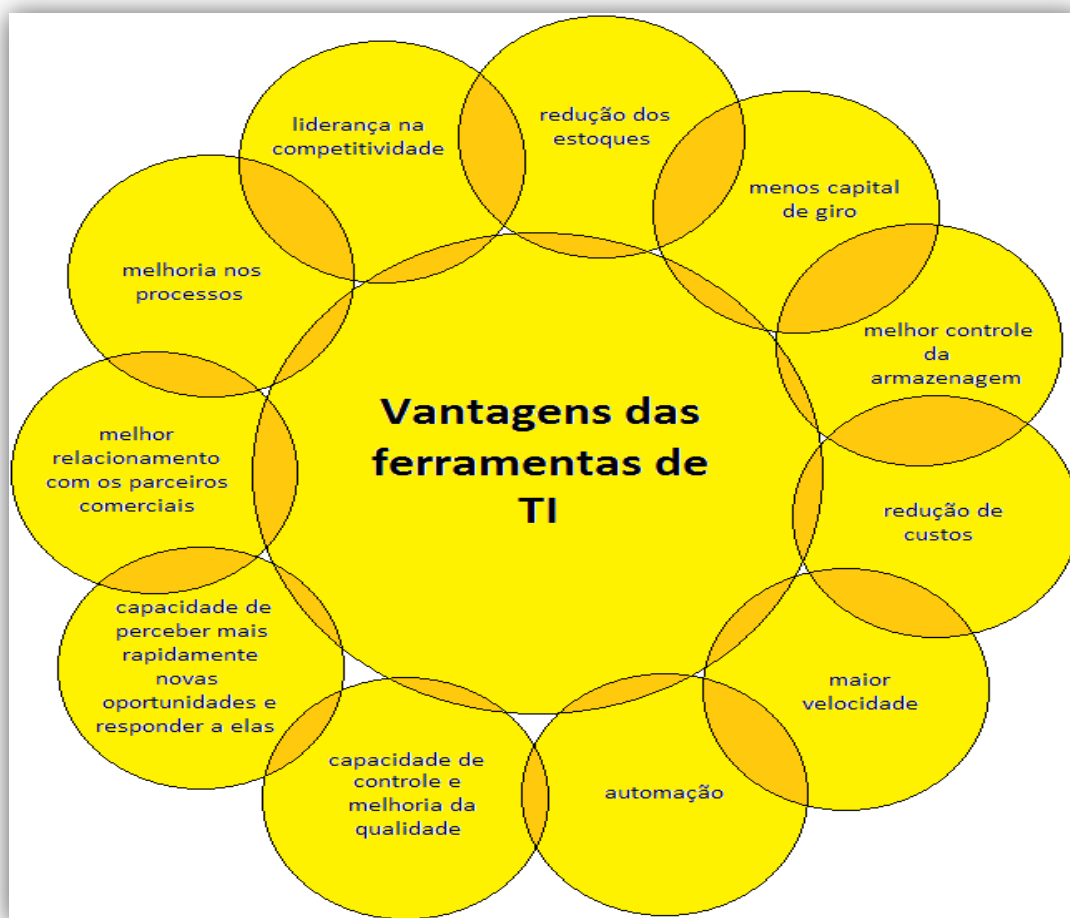 Vantagens das
ferramentas de
TI
redução dos
estoques
menos capital
de giro
melhor controle
da
armazenagem
redução de
custos
maior
velocidade
automação
capacidade de
controle e
melhoria da
qualidade
capacidade de
perceber mais
rapidamente
novas
oportunidades e
responder a elas
melhor
relacionamento
com os parceiros
comerciais
melhoria nos
processos
liderança na
competitividade